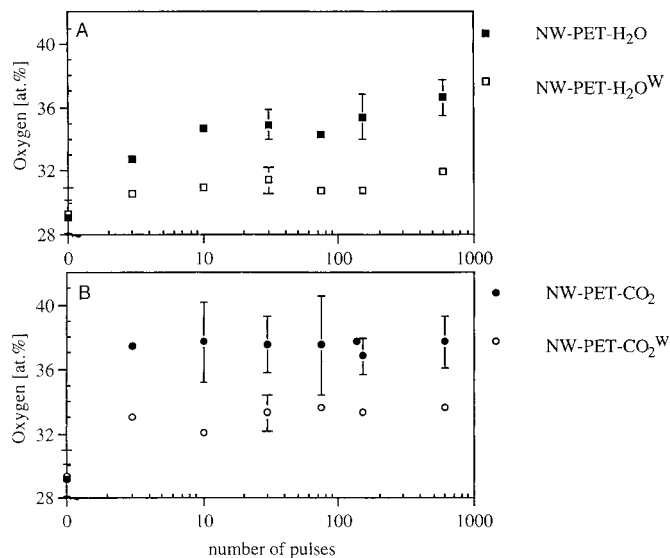 A
Oxygen [at.%]
40
36
32
28
0
10
100
1000
■ NW-PET-H₂O
□ NW-PET-H₂Oᵂ
B
Oxygen [at.%]
40
36
32
28
0
10
100
1000
number of pulses
● NW-PET-CO₂
○ NW-PET-CO₂ᵂ